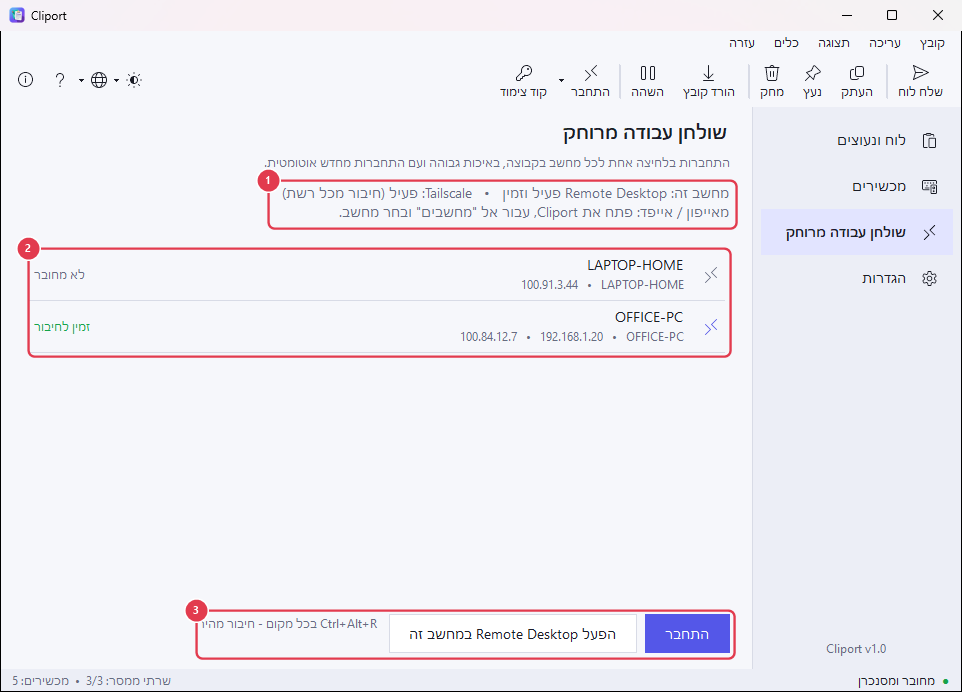 Cliport
קובץ עריכה תצוגה כלים עזרה
שלח לוח העתק נעץ מחק הורד קובץ השהה התחבר קוד צימוד
לוח ונעוצים
מכשירים
שולחן עבודה מרוחק
הגדרות
שולחן עבודה מרוחק
התחברות בלחיצה אחת לכל מחשב בקבוצה, באיכות גבוהה ועם התחברות מחדש אוטומטית.
1
מחשב זה: Remote Desktop פעיל וזמין • Tailscale: פעיל (חיבור מכל רשת)
מאייפון / אייפד: פתח את Cliport, עבור אל "מחשבים" ובחר מחשב.
2
LAPTOP-HOME
לא מחובר
LAPTOP-HOME • 100.91.3.44
OFFICE-PC
זמין לחיבור
OFFICE-PC • 192.168.1.20 • 100.84.12.7
3
התחבר
הפעל Remote Desktop במחשב זה
Ctrl+Alt+R בכל מקום - חיבור
Cliport v1.0
מחובר ומסנכרן
שרתי ממסר: 3/3 • מכשירים: 5